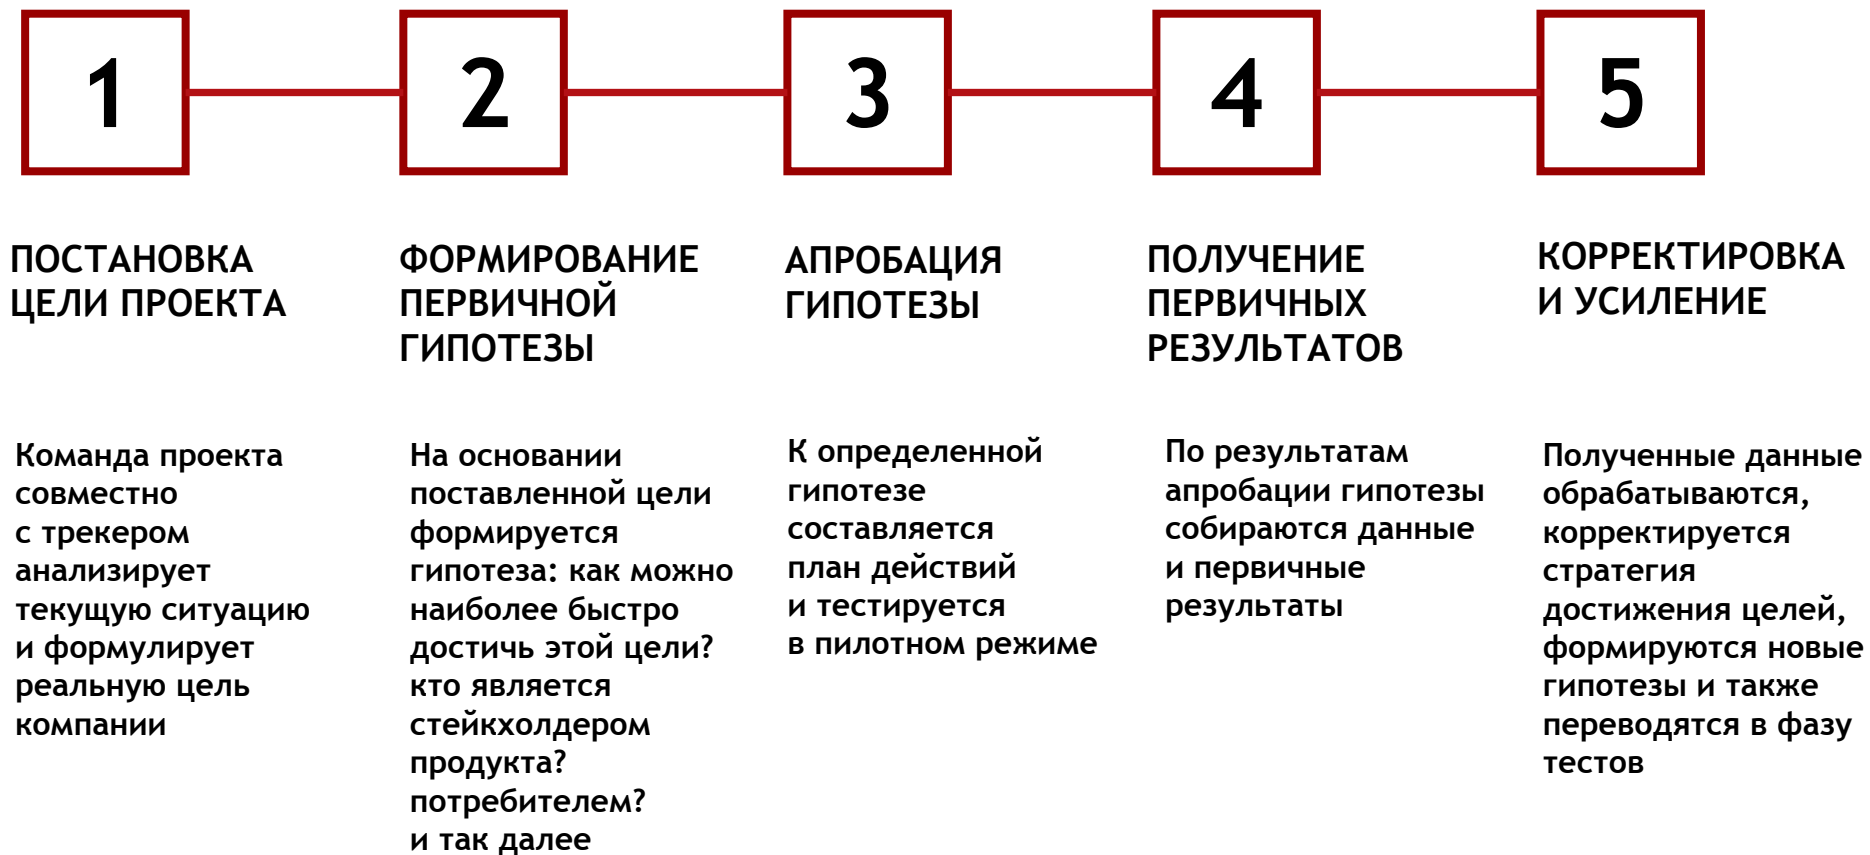 1
2
3
4
5
ПОСТАНОВКА
ЦЕЛИ ПРОЕКТА
ФОРМИРОВАНИЕ
ПЕРВИЧНОЙ
ГИПОТЕЗЫ
АПРОБАЦИЯ
ГИПОТЕЗЫ
ПОЛУЧЕНИЕ
ПЕРВИЧНЫХ
РЕЗУЛЬТАТОВ
КОРРЕКТИРОВКА
И УСИЛЕНИЕ
Команда проекта
совместно
с трекером
анализирует
текущую ситуацию
и формулирует
реальную цель
компании
На основании
поставленной цели
формируется
гипотеза: как можно
наиболее быстро
достичь этой цели?
кто является
стейкхолдером
продукта?
потребителем?
и так далее
К определенной
гипотезе
составляется
план действий
и тестируется
в пилотном режиме
По результатам
апробации гипотезы
собираются данные
и первичные
результаты
Полученные данные
обрабатываются,
корректируется
стратегия
достижения целей,
формируются новые
гипотезы и также
переводятся в фазу
тестов